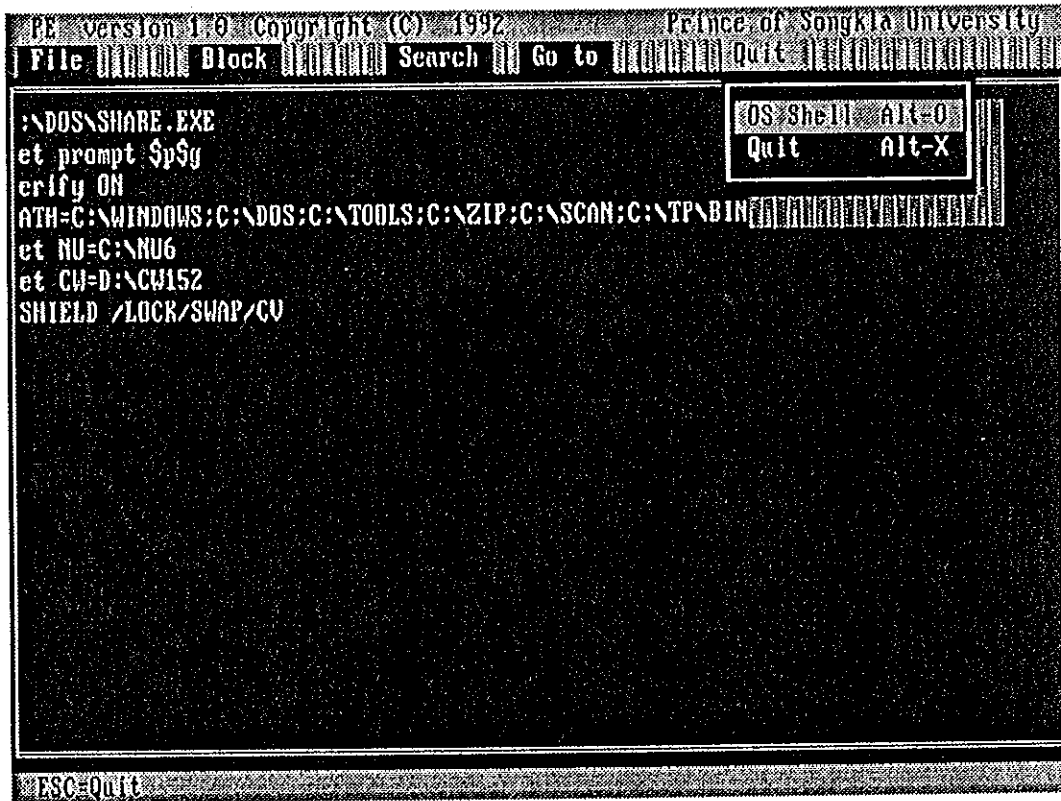 PE version 1.0 Copyright (C) 1992 Prince of Songkla University
File Block Search Go to Quit
OS Shell Alt-O
Quit Alt-X
:\DOS\SHARE.EXE
et prompt $p$g
erify ON
ATH=C:\WINDOWS;C:\DOS;C:\TOOLS;C:\ZIP;C:\SCAN;C:\TP\BIN
et NU=C:\NU6
et CW=D:\CW152
SHIELD /LOCK/SWAP/CV
ESC=Quit